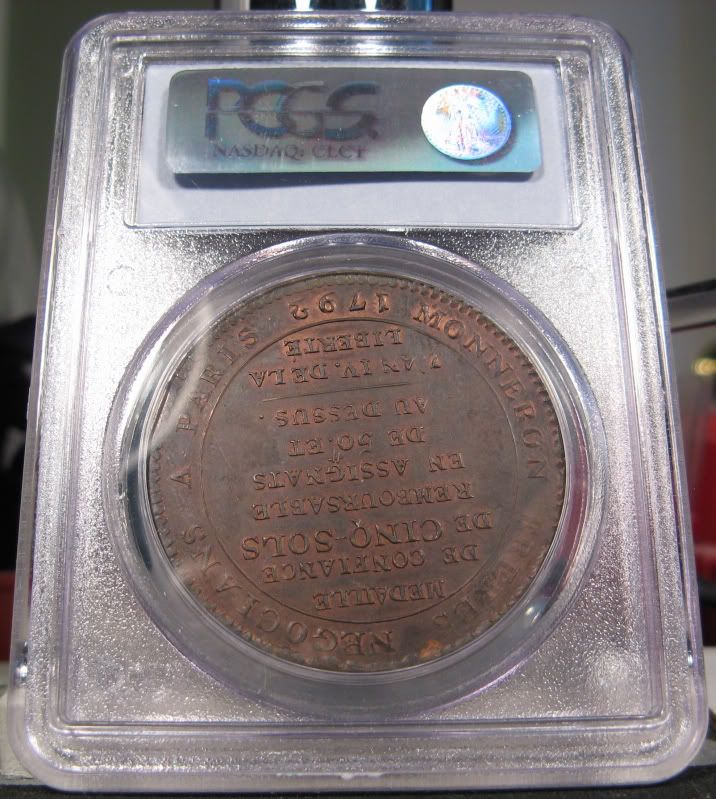 PCGS
NASDAQ: CLCT
MONNERON FRERES NEGOCIANS A PARIS. 1792
MEDAILLE
DE CONFIANCE
DE CINQ-SOLS
REMBOURSABLE
EN ASSIGNATS
DE 50.ET
AU DESSUS.
L'AN IV. DE LA
LIBERTÉ